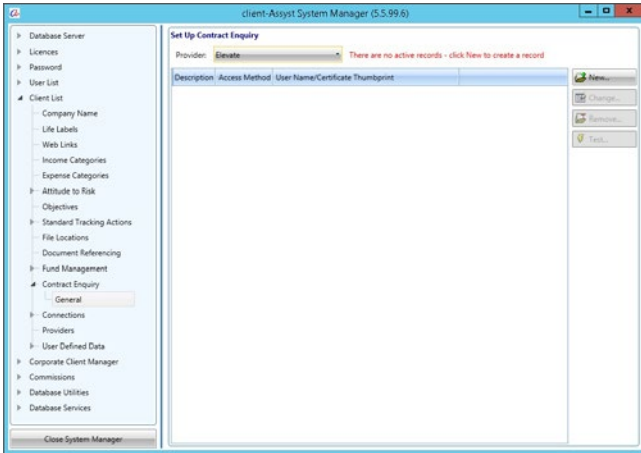 client-Assyst System Manager (5.5.99.6)
Database Server
Licences
Password
User List
Client List
Company Name
Life Labels
Web Links
Income Categories
Expense Categories
Attitude to Risk
Objectives
Standard Tracking Actions
File Locations
Document Referencing
Fund Management
Contract Enquiry
General
Connections
Providers
User Defined Data
Corporate Client Manager
Commissions
Database Utilities
Database Services
Close System Manager
Set Up Contract Enquiry
Provider: Elevate There are no active records - click New to create a record
Description Access Method User Name/Certificate Thumbprint
New...
Change...
Remove...
Test...